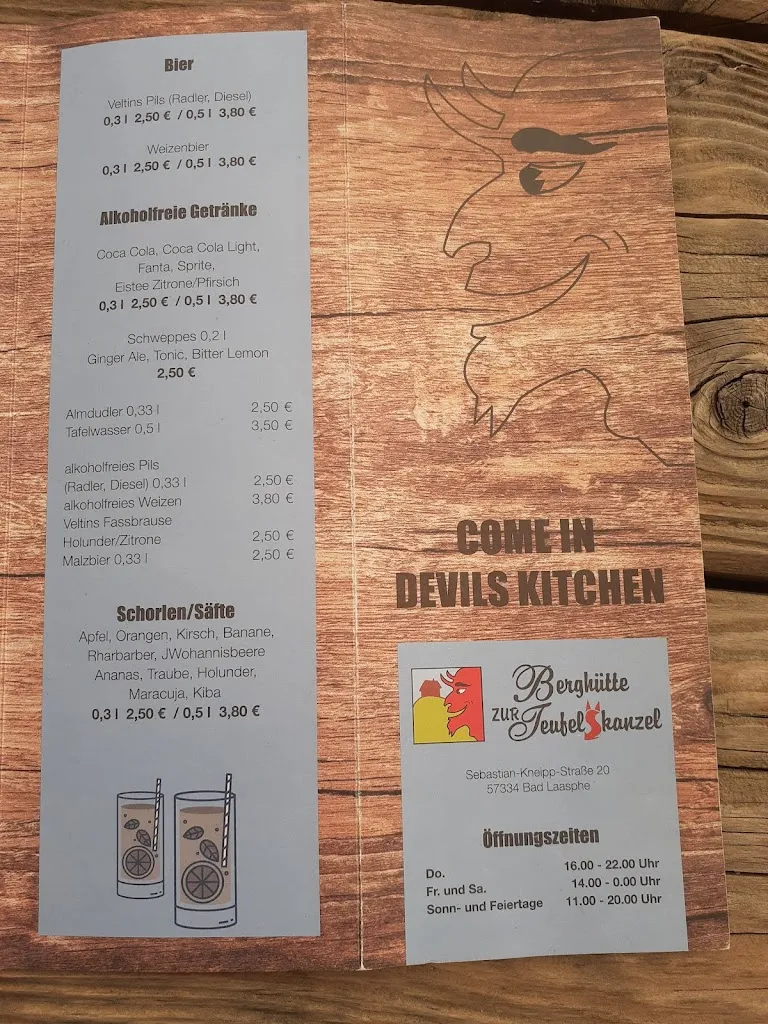 Bier
Veltins Pils (Radler, Diesel)
0,3 l 2,50 € / 0,5 l 3,80 €
Weizenbier
0,3 l 2,50 € / 0,5 l 3,80 €
Alkoholfreie Getränke
Coca Cola, Coca Cola Light,
Fanta, Sprite,
Eistee Zitrone/Pfirsich
0,3 l 2,50 € / 0,5 l 3,80 €
Schweppes 0,2 l
Ginger Ale, Tonic, Bitter Lemon
2,50 €
Almdudler 0,33 l 2,50 €
Tafelwasser 0,5 l 3,50 €
alkoholfreies Pils
(Radler, Diesel) 0,33 l 2,50 €
alkoholfreies Weizen 3,80 €
Veltins Fassbrause
Holunder/Zitrone 2,50 €
Malzbier 0,33 l 2,50 €
Schorlen/Säfte
Apfel, Orangen, Kirsch, Banane,
Rharbarber, JWohannisbeere
Ananas, Traube, Holunder,
Maracuja, Kiba
0,3 l 2,50 € / 0,5 l 3,80 €
COME IN
DEVILS KITCHEN
Berghütte
ZUR Teufelskanzel
Sebastian-Kneipp-Straße 20
57334 Bad Laasphe
Öffnungszeiten
Do. 16.00 - 22.00 Uhr
Fr. und Sa. 14.00 - 0.00 Uhr
Sonn- und Feiertage 11.00 - 20.00 Uhr